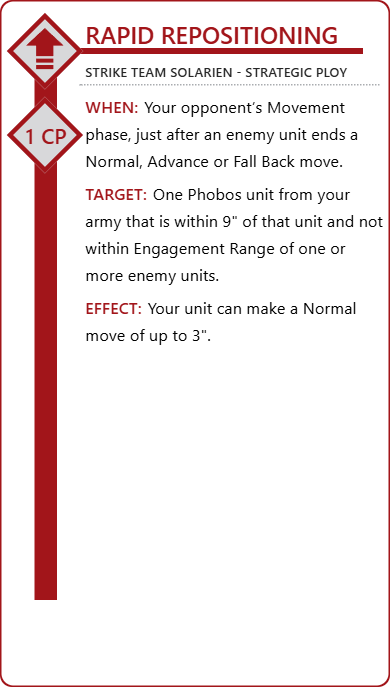 RAPID REPOSITIONING
STRIKE TEAM SOLARIEN - STRATEGIC PLOY
1 CP
WHEN: Your opponent’s Movement
phase, just after an enemy unit ends a
Normal, Advance or Fall Back move.
TARGET: One Phobos unit from your
army that is within 9" of that unit and not
within Engagement Range of one or
more enemy units.
EFFECT: Your unit can make a Normal
move of up to 3".